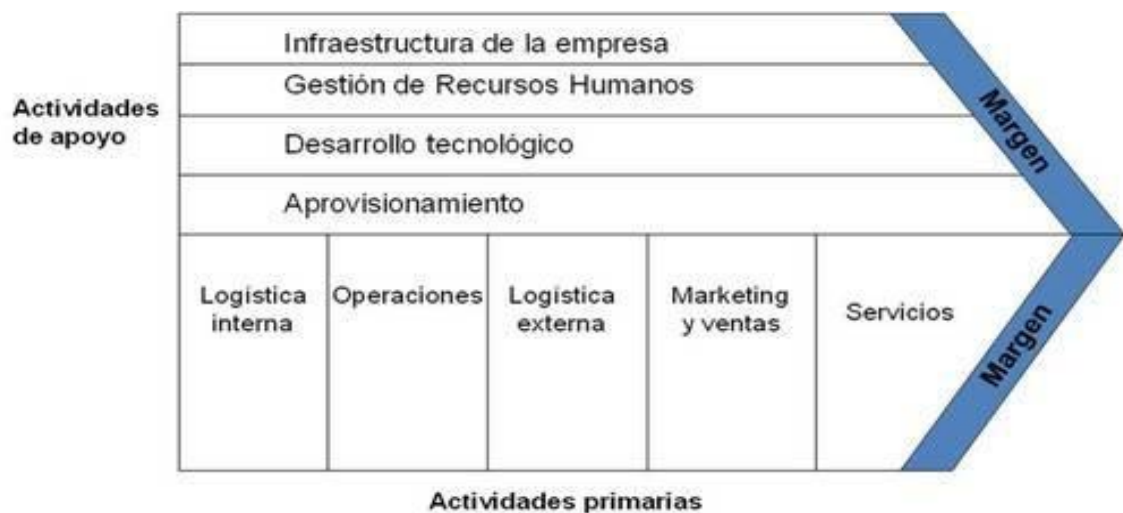 Infraestructura de la empresa
Gestión de Recursos Humanos
Actividades
de apoyo
Desarrollo tecnológico
Aprovisionamiento
Margen
Logística
interna
Operaciones
Logística
externa
Marketing
y ventas
Servicios
Margen
Actividades primarias